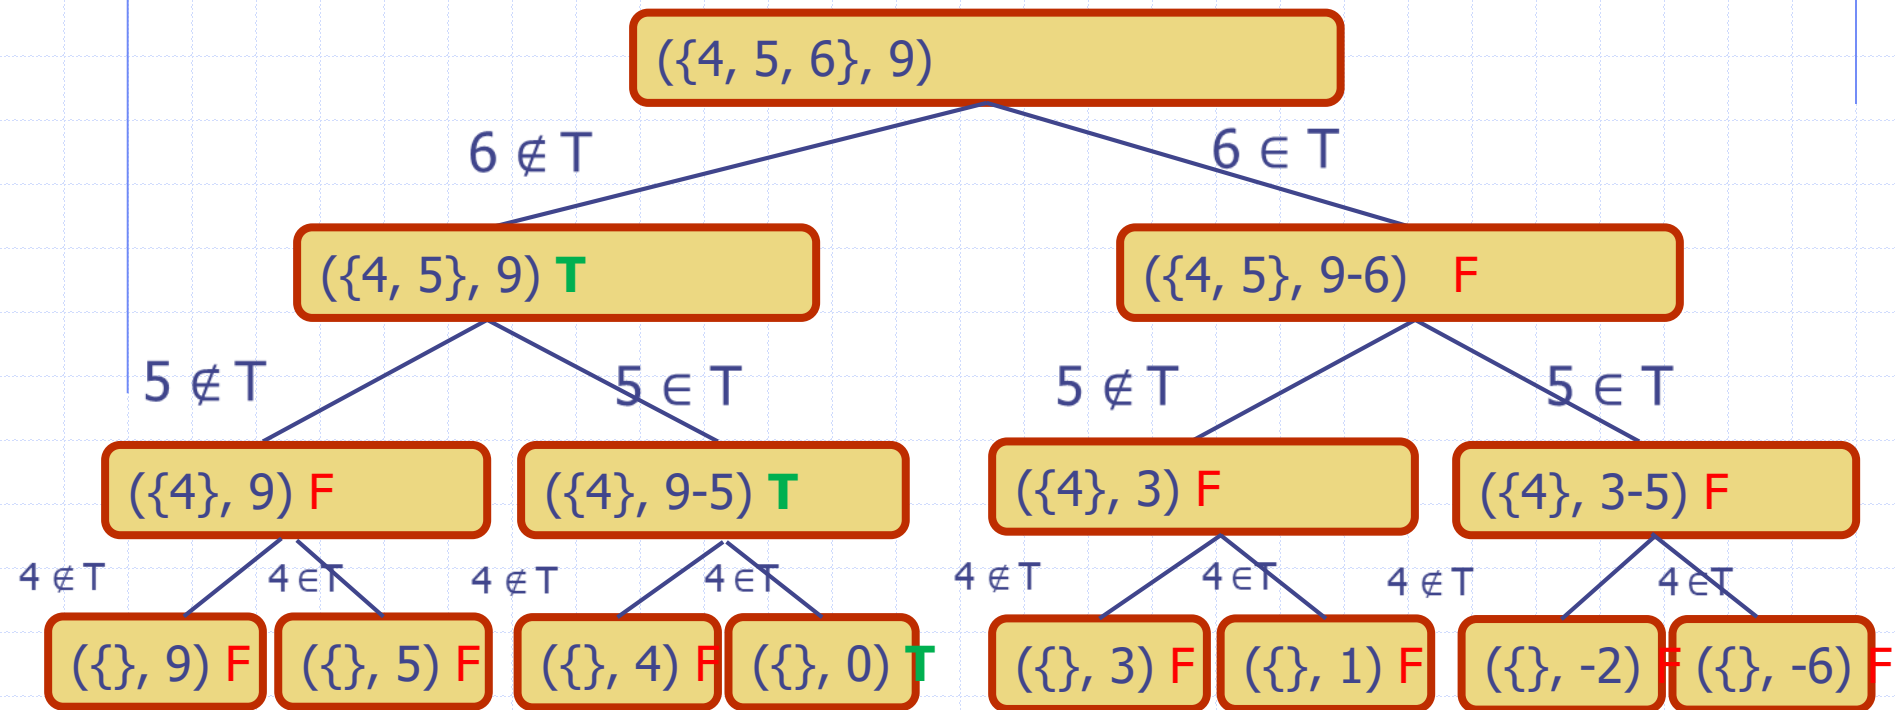 ({4, 5, 6}, 9)
6 ∉ T
6 ∈ T
({4, 5}, 9) T
({4, 5}, 9-6) F
5 ∉ T
5 ∈ T
5 ∉ T
5 ∈ T
({4}, 9) F
({4}, 9-5) T
({4}, 3) F
({4}, 3-5) F
4 ∉ T
4 ∈T
4 ∉ T
4 ∈T
4 ∉ T
4 ∈T
4 ∉ T
4 ∈T
({}, 9) F
({}, 5) F
({}, 4) F
({}, 0) T
({}, 3) F
({}, 1) F
({}, -2) F
({}, -6) F